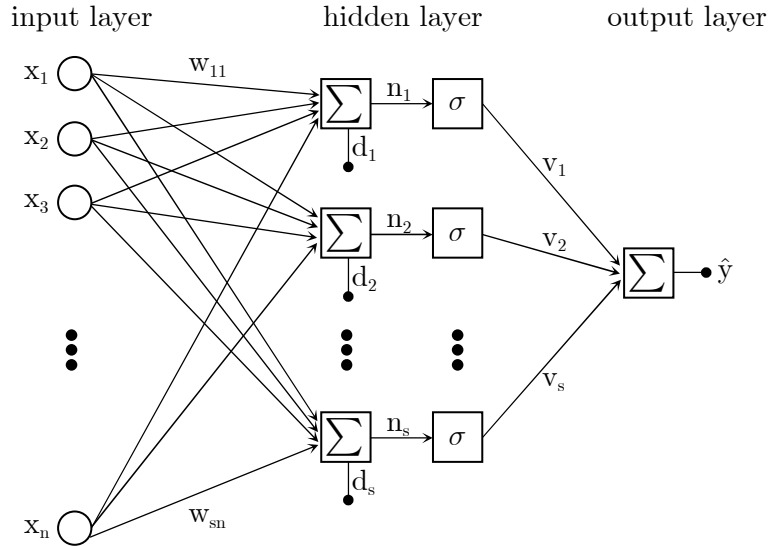 input layer hidden layer output layer
x₁ w₁₁ ∑ n₁ σ
d₁
x₂
v₁
x₃
∑ n₂ σ v₂
d₂
∑ ŷ
vₛ
∑ nₛ σ
dₛ
xₙ wₛₙ